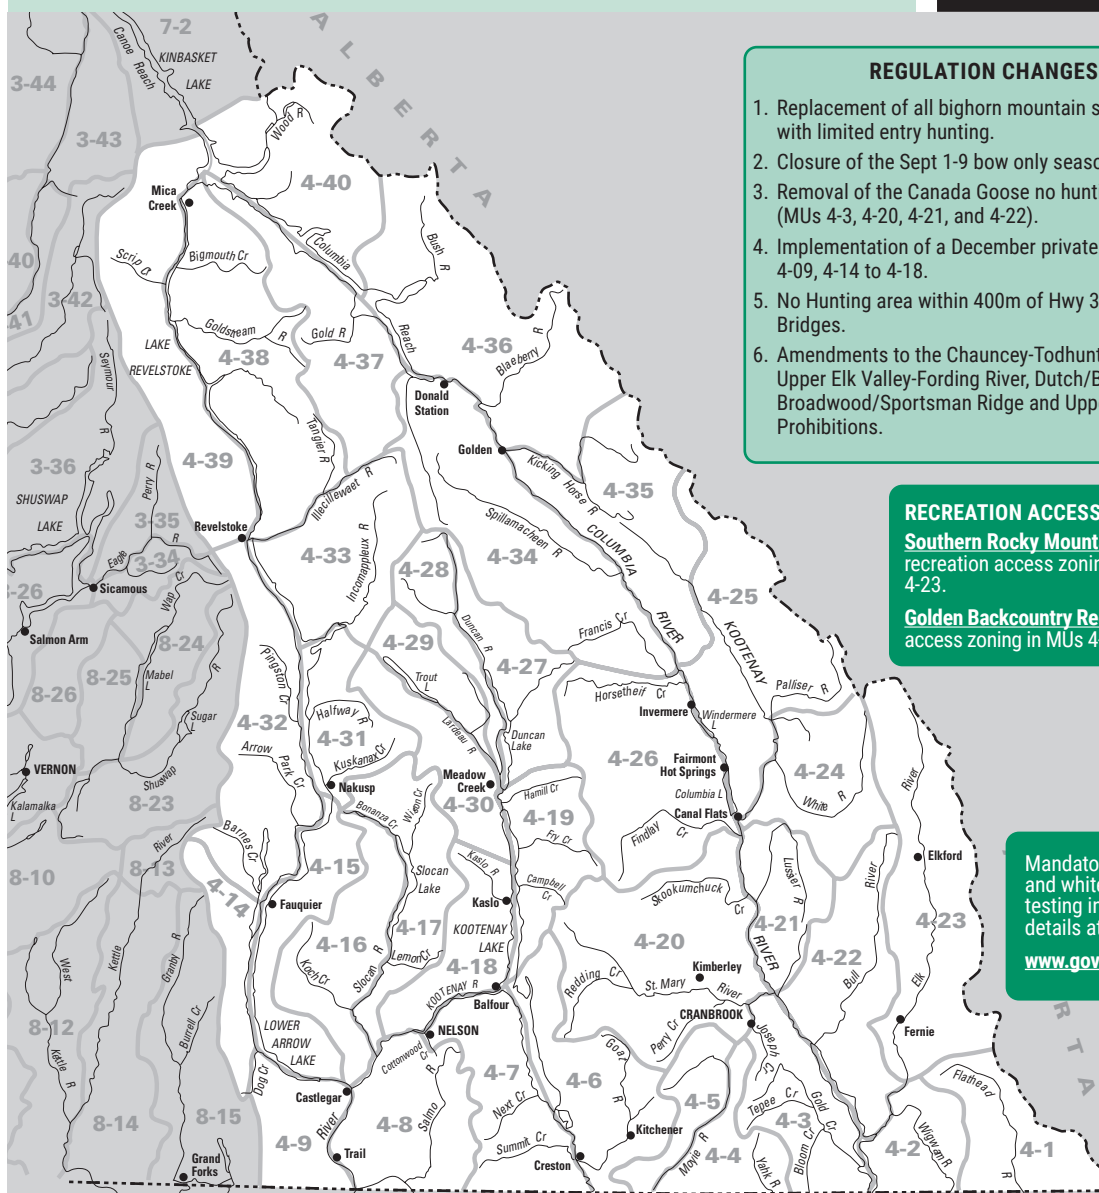 7-2
ALBERTA
KINBASKET
LAKE
Canoe
Reach
3-44
3-43
Wood R
4-40
Mica
Creek
Bush R
Columbia
Reach
Scrip Cr
Bigmouth Cr
3-42
LAKE
REVELSTOKE
Goldstream R
Gold R
4-38
4-37
4-36
Blaeberry R
Seymour R
Donald
Station
Tangier R
Golden
Kicking Horse R
4-35
4-39
3-36
SHUSWAP
LAKE
Perry R
3-35
Illecillewaet R
Revelstoke
Spillamacheen R
4-34
COLUMBIA
RIVER
3-34
Eagle R
4-33
Incomappleux R
4-28
Sicamous
Wap Cr
4-25
KOOTENAY
Salmon Arm
8-24
Duncan R
Francis Cr
8-26
8-25
Mabel
L
4-29
4-27
Pingston Cr
Trout
L
Palliser R
Horsetheif Cr
Invermere
Windermere
L
Sugar
L
R
4-32
Halfway R
4-31
Lardeau R
Duncan
Lake
Arrow
Park Cr
Kuskanax Cr
4-26
Fairmont
Hot Springs
4-24
VERNON
Shuswap
8-23
Nakusp
Meadow
Creek
4-30
Hamill Cr
4-19
Columbia L
White R
River
Kalamalka
L
Bonanza Cr
Wilson Cr
Canal Flats
Fry Cr
Findlay
Cr
Barnes Cr
River
8-13
8-10
4-15
4-14
Kaslo R
Campbell
Cr
Slocan
Lake
Lusser R
River
Elkford
Skookumchuck
Cr
Fauquier
Kaslo
4-21
4-23
4-16
4-17
KOOTENAY
LAKE
4-20
RIVER
4-22
Koch Cr
Slocan R
Lemon Cr
4-18
Kimberley
Redding Cr
St. Mary
River
Bull
Elk
West
Kettle
Granby R
KOOTENAY R
Balfour
CRANBROOK
8-12
Burrell Cr
LOWER
ARROW
LAKE
NELSON
Perry Cr
Joseph
Cr
Fernie
Kettle R
Cottonwood
Cr
Goat
R
Dog Cr
4-7
4-6
4-5
Tepee Cr
Gold
Cr
Flathead
R
Castlegar
Next Cr
4-3
8-14
8-15
4-9
River
4-8
Salmo R
Kitchener
Bloom Cr
Summit Cr
Moyie R
4-4
Yahk R
4-2
Wigwam R
4-1
Trail
Creston
Grand
Forks
REGULATION CHANGES
1. Replacement of all bighorn mountain s
with limited entry hunting.
2. Closure of the Sept 1-9 bow only seaso
3. Removal of the Canada Goose no hunt
(MUs 4-3, 4-20, 4-21, and 4-22).
4. Implementation of a December private
4-09, 4-14 to 4-18.
5. No Hunting area within 400m of Hwy 3
Bridges.
6. Amendments to the Chauncey-Todhunt
Upper Elk Valley-Fording River, Dutch/B
Broadwood/Sportsman Ridge and Upp
Prohibitions.
RECREATION ACCESS
Southern Rocky Mount
recreation access zonin
4-23.
Golden Backcountry Re
access zoning in MUs 4
Mandato
and white
testing in
details at
www.gov
R
T
A